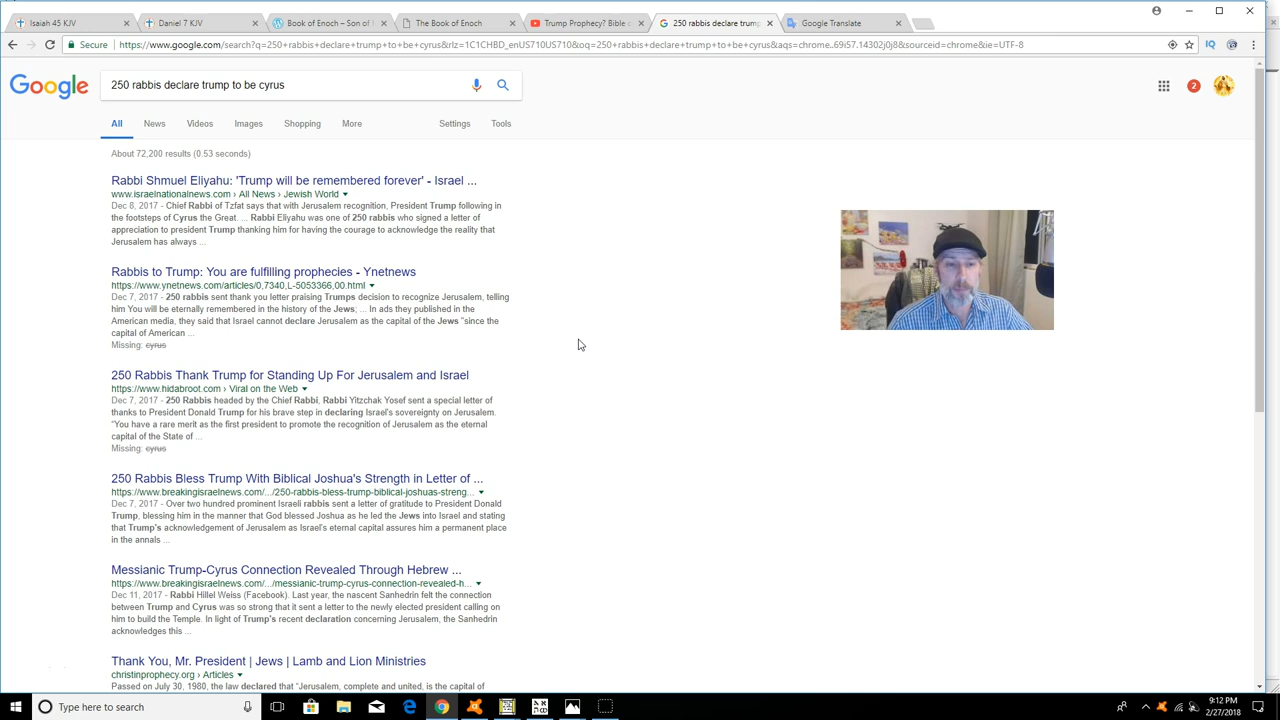 Isaiah 45 KJV
Daniel 7 KJV
Book of Enoch – Son of
The Book of Enoch
Trump Prophecy? Bible
250 rabbis declare trump
Google Translate
Secure
https://www.google.com/search?q=250+rabbis+declare+trump+to+be+cyrus&rlz=1C1CHBD_enUS710US710&oq=250+rabbis+declare+trump+to+be+cyrus&aqs=chrome..69i57.14302j0j8&sourceid=chrome&ie=UTF-8
Google
250 rabbis declare trump to be cyrus
2
All
News
Videos
Images
Shopping
More
Settings
Tools
About 72,200 results (0.53 seconds)
Rabbi Shmuel Eliyahu: 'Trump will be remembered forever' - Israel ...
www.israelnationalnews.com › All News › Jewish World
Dec 8, 2017 - Chief Rabbi of Tzfat says that with Jerusalem recognition, President Trump following in
the footsteps of Cyrus the Great. ... Rabbi Eliyahu was one of 250 rabbis who signed a letter of
appreciation to president Trump thanking him for having the courage to acknowledge the reality that
Jerusalem has always ...
Rabbis to Trump: You are fulfilling prophecies - Ynetnews
https://www.ynetnews.com/articles/0,7340,L-5053366,00.html
Dec 7, 2017 - 250 rabbis sent thank you letter praising Trumps decision to recognize Jerusalem, telling
him You will be eternally remembered in the history of the Jews; ... In ads they published in the
American media, they said that Israel cannot declare Jerusalem as the capital of the Jews "since the
capital of American ...
Missing: cyrus
250 Rabbis Thank Trump for Standing Up For Jerusalem and Israel
https://www.hidabroot.com › Viral on the Web
Dec 7, 2017 - 250 Rabbis headed by the Chief Rabbi, Rabbi Yitzchak Yosef sent a special letter of
thanks to President Donald Trump for his brave step in declaring Israel's sovereignty on Jerusalem.
"You have a rare merit as the first president to promote the recognition of Jerusalem as the eternal
capital of the State of ...
Missing: cyrus
250 Rabbis Bless Trump With Biblical Joshua's Strength in Letter of ...
https://www.breakingisraelnews.com/.../250-rabbis-bless-trump-biblical-joshuas-streng...
Dec 7, 2017 - Over two hundred prominent Israeli rabbis sent a letter of gratitude to President Donald
Trump, blessing him in the manner that God blessed Joshua as he led the Jews into Israel and stating
that Trump's acknowledgement of Jerusalem as Israel's eternal capital assures him a permanent place
in the annals ...
Messianic Trump-Cyrus Connection Revealed Through Hebrew ...
https://www.breakingisraelnews.com/.../messianic-trump-cyrus-connection-revealed-h...
Dec 11, 2017 - Rabbi Hillel Weiss (Facebook). Last year, the nascent Sanhedrin felt the connection
between Trump and Cyrus was so strong that it sent a letter to the newly elected president calling on
him to build the Temple. In light of Trump's recent declaration concerning Jerusalem, the Sanhedrin
acknowledges this ...
Thank You, Mr. President | Jews | Lamb and Lion Ministries
christinprophecy.org › Articles
Passed on July 30, 1980, the law declared that "Jerusalem, complete and united, is the capital of
Type here to search
9:12 PM
2/27/2018